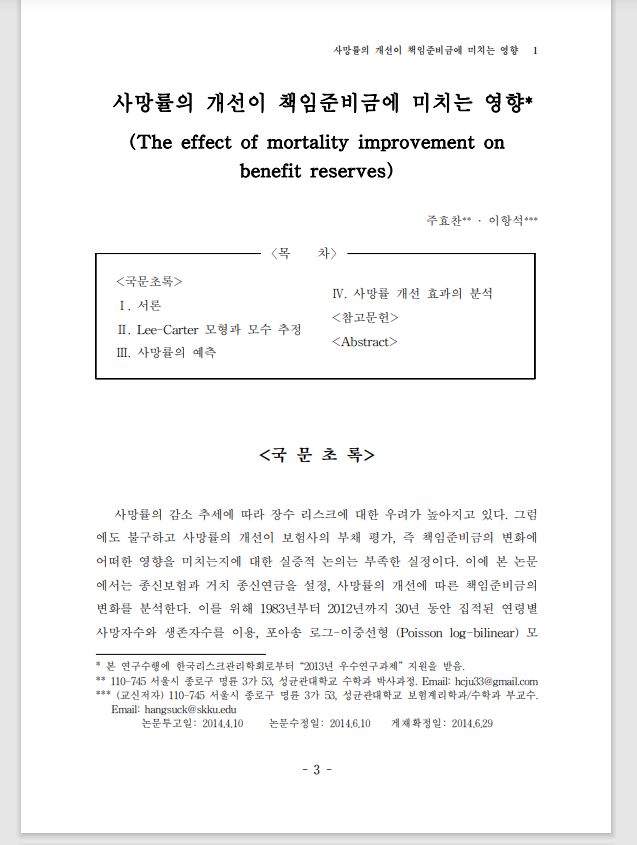 사망률의 개선이 책임준비금에 미치는 영향 1
사망률의 개선이 책임준비금에 미치는 영향*
(The effect of mortality improvement on
benefit reserves)
주효찬** · 이항석***
〈목 차〉
<국문초록>
Ⅰ. 서론
Ⅱ. Lee-Carter 모형과 모수 추정
Ⅲ. 사망률의 예측
Ⅳ. 사망률 개선 효과의 분석
<참고문헌>
<Abstract>
<국 문 초 록>
사망률의 감소 추세에 따라 장수 리스크에 대한 우려가 높아지고 있다. 그럼
에도 불구하고 사망률의 개선이 보험사의 부채 평가, 즉 책임준비금의 변화에
어떠한 영향을 미치는지에 대한 실증적 논의는 부족한 실정이다. 이에 본 논문
에서는 종신보험과 거치 종신연금을 설정, 사망률의 개선에 따른 책임준비금의
변화를 분석한다. 이를 위해 1983년부터 2012년까지 30년 동안 집적된 연령별
사망자수와 생존자수를 이용, 포아송 로그-이중선형 (Poisson log-bilinear) 모
* 본 연구수행에 한국리스크관리학회로부터 “2013년 우수연구과제” 지원을 받음.
** 110-745 서울시 종로구 명륜 3가 53, 성균관대학교 수학과 박사과정. Email: hcju33@gmail.com
*** (교신저자) 110-745 서울시 종로구 명륜 3가 53, 성균관대학교 보험계리학과/수학과 부교수.
Email: hangsuck@skku.edu
논문투고일: 2014.4.10 논문수정일: 2014.6.10 게재확정일: 2014.6.29
- 3 -